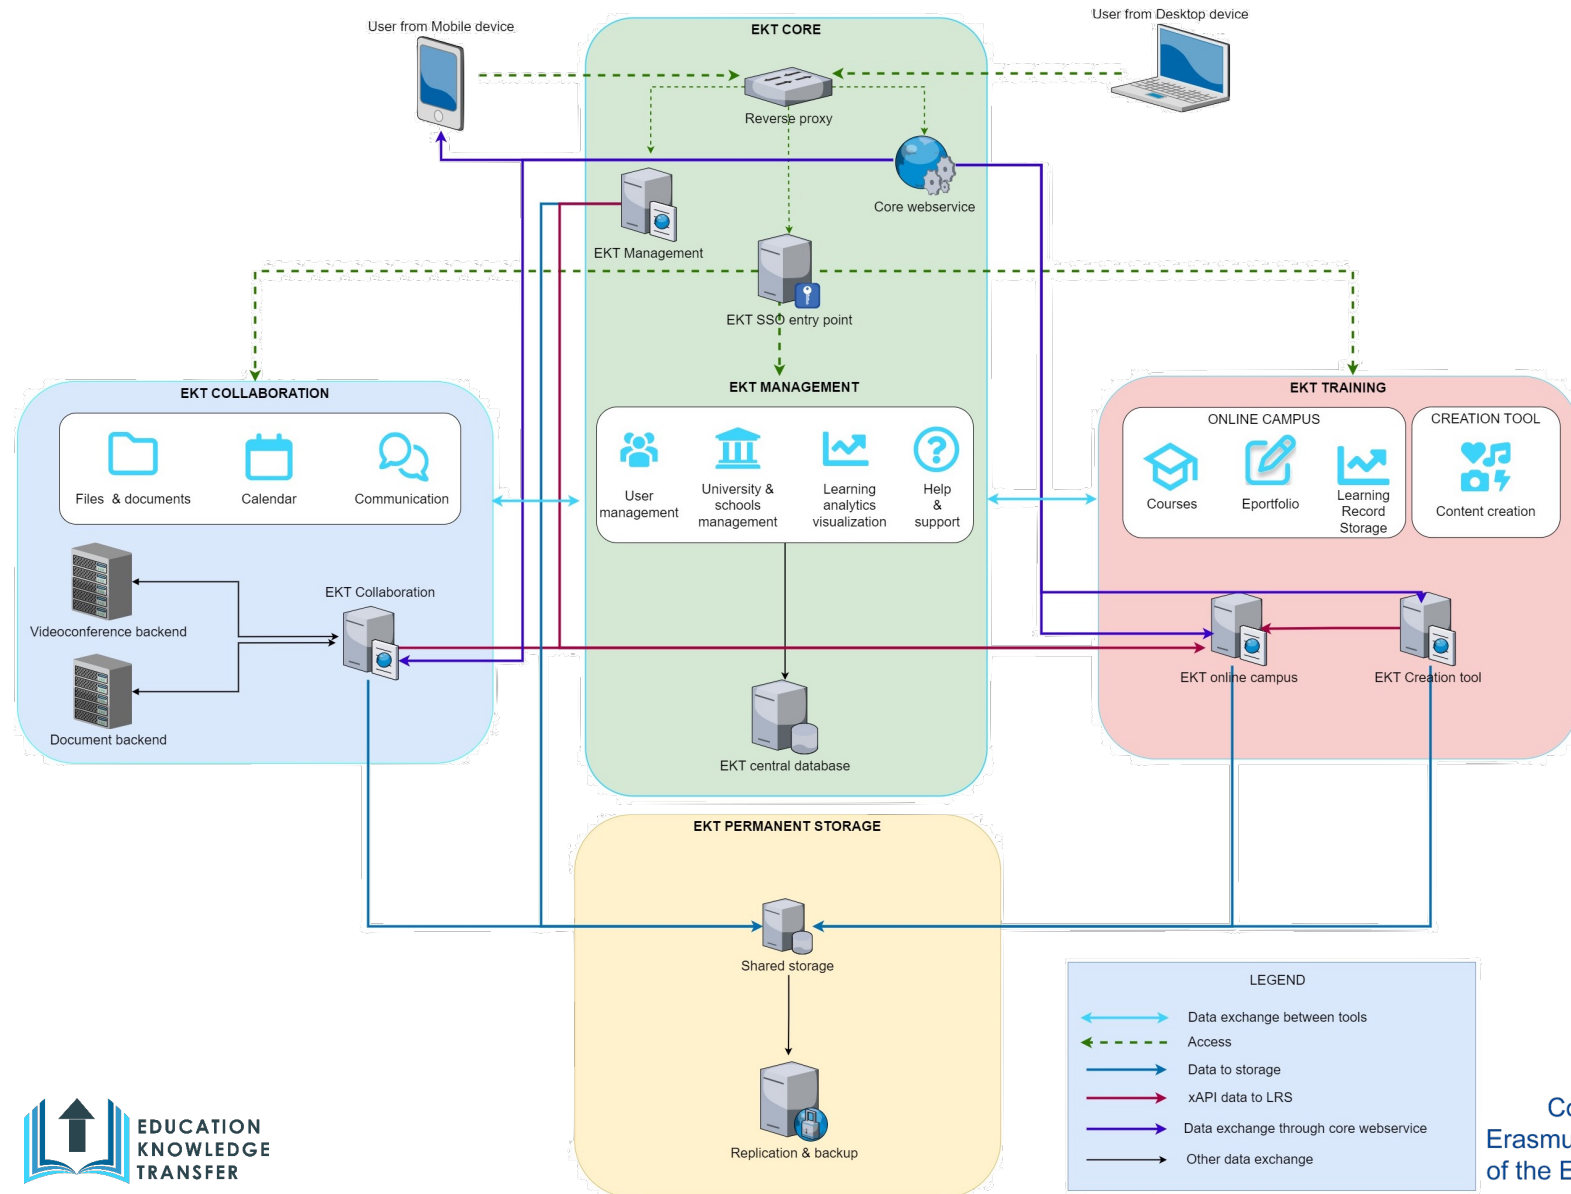 User from Mobile device
EKT CORE
User from Desktop device
Reverse proxy
Core webservice
EKT Management
EKT SSO entry point
EKT COLLABORATION
Files & documents
Calendar
Communication
Videoconference backend
EKT Collaboration
Document backend
EKT MANAGEMENT
User
management
University &
schools
management
Learning
analytics
visualization
Help
&
support
EKT central database
EKT TRAINING
ONLINE CAMPUS
Courses
Eportfolio
Learning
Record
Storage
CREATION TOOL
Content creation
EKT online campus
EKT Creation tool
EKT PERMANENT STORAGE
Shared storage
Replication & backup
LEGEND
Data exchange between tools
Access
Data to storage
xAPI data to LRS
Data exchange through core webservice
Other data exchange
EDUCATION
KNOWLEDGE
TRANSFER
of the